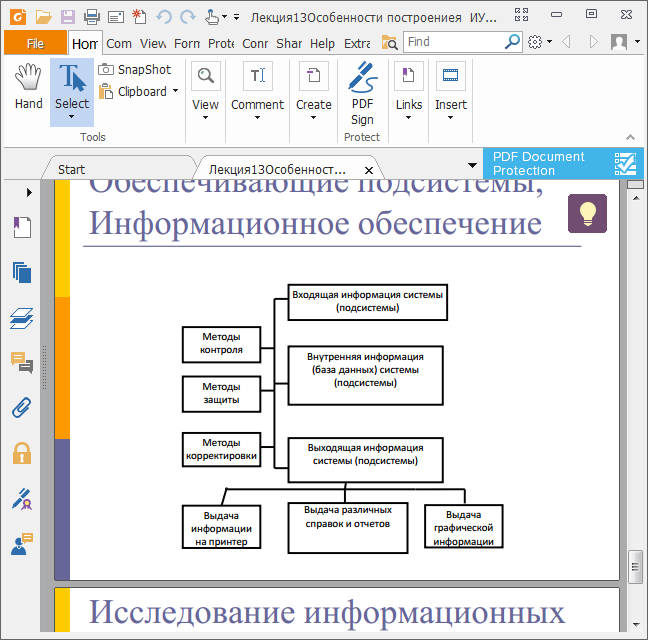 Лекция13Особенности построениея ИУ...
File Hom Com View Forn Prote Conr Shar Help Extra Find
Hand
Select
SnapShot
Clipboard
View
Comment
Create
PDF
Sign
Links
Insert
Tools
Protect
Start
Лекция13Особенност...
PDF Document
Protection
Обеспечивающие подсистемы,
Информационное обеспечение
Входящая информация системы
(подсистемы)
Методы
контроля
Внутренняя информация
(база данных) системы
(подсистемы)
Методы
защиты
Методы
корректировки
Выходящая информация
системы (подсистемы)
Выдача
информации
на принтер
Выдача различных
справок и отчетов
Выдача
графической
информации
Исследование информационных